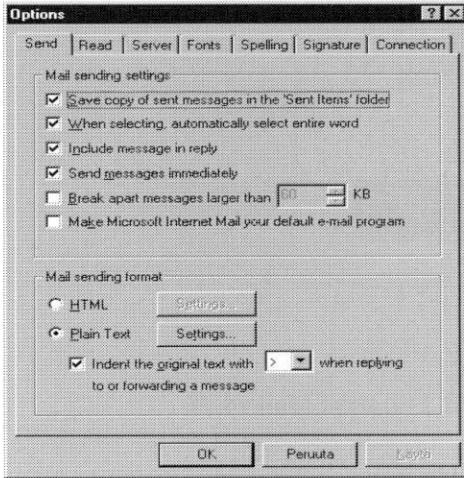 Options
Send Read Server Fonts Spelling Signature Connection
Mail sending settings
Save copy of sent messages in the 'Sent Items' folder
When selecting, automatically select entire word
Include message in reply
Send messages immediately
Break apart messages larger than 60 KB
Make Microsoft Internet Mail your default e-mail program
Mail sending format
HTML Settings...
Plain Text Settings...
Indent the original text with > when replying
to or forwarding a message
OK Peruuta Käytä